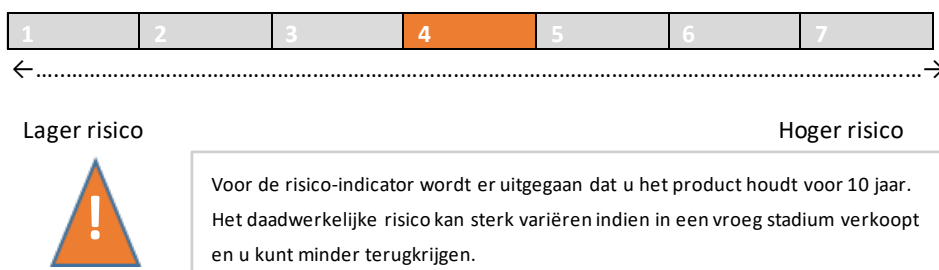 1 2 3 4 5 6 7
←……………………………………………………………………………………………………→
Lager risico Hoger risico
!
Voor de risico-indicator wordt er uitgegaan dat u het product houdt voor 10 jaar.
Het daadwerkelijke risico kan sterk variëren indien in een vroeg stadium verkoopt
en u kunt minder terugkrijgen.